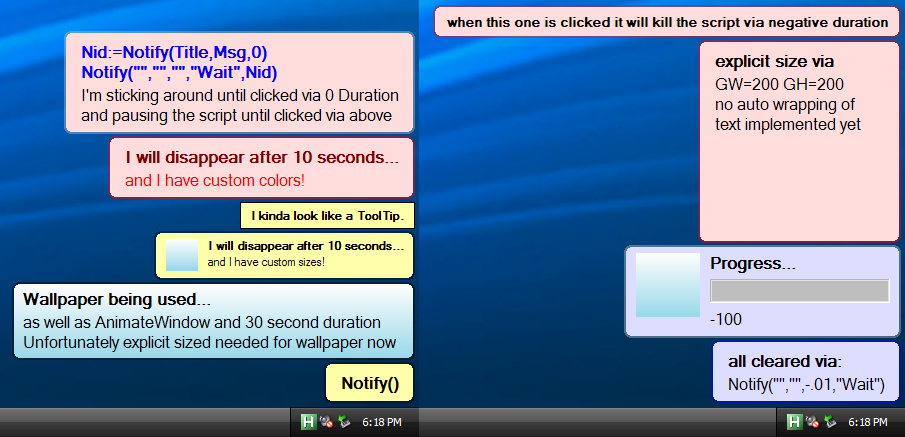 Nid:=Notify(Title,Msg,0)
Notify("","","","Wait",Nid)
I'm sticking around until clicked via 0 Duration
and pausing the script until clicked via above
I will disappear after 10 seconds...
and I have custom colors!
I kinda look like a ToolTip.
I will disappear after 10 seconds...
and I have custom sizes!
Wallpaper being used...
as well as AnimateWindow and 30 second duration
Unfortunately explicit sized needed for wallpaper now
Notify()
H
6:18 PM
when this one is clicked it will kill the script via negative duration
explicit size via
GW=200 GH=200
no auto wrapping of
text implemented yet
Progress...
-100
all cleared via:
Notify("","",-.01,"Wait")
H
6:18 PM